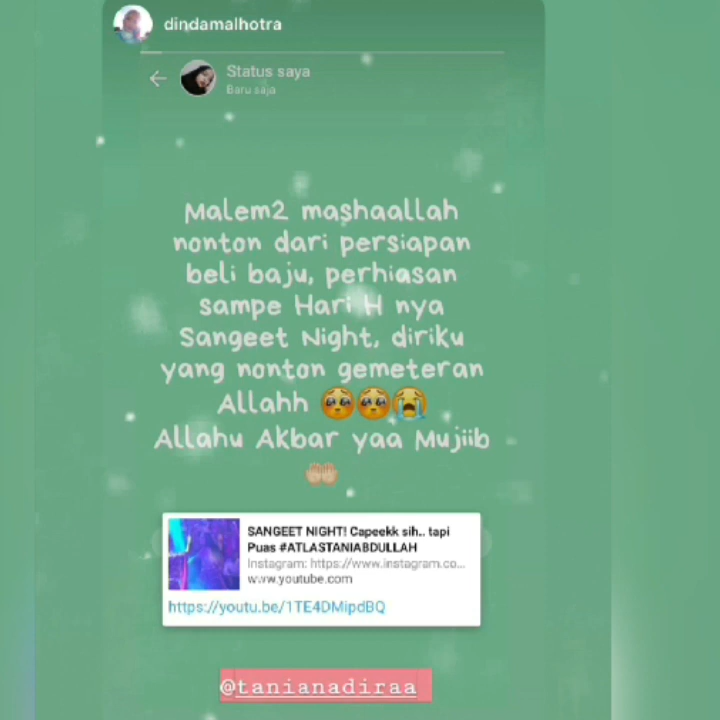 dindamalhotra
Status saya
Baru saja
Malem2 mashaallah
nonton dari persiapan
beli baju, perhiasan
sampe Hari H nya
Sangeet Night, diriku
yang nonton gemeteran
Allahh 🥺🥺😭
Allahu Akbar yaa Mujiib
🤲🏼
SANGEET NIGHT! Capeekk sih.. tapi
Puas #ATLASTANIABDULLAH
Instagram: https://www.instagram.co...
www.youtube.com
https://youtu.be/1TE4DMipdBQ
@tanianadiraa